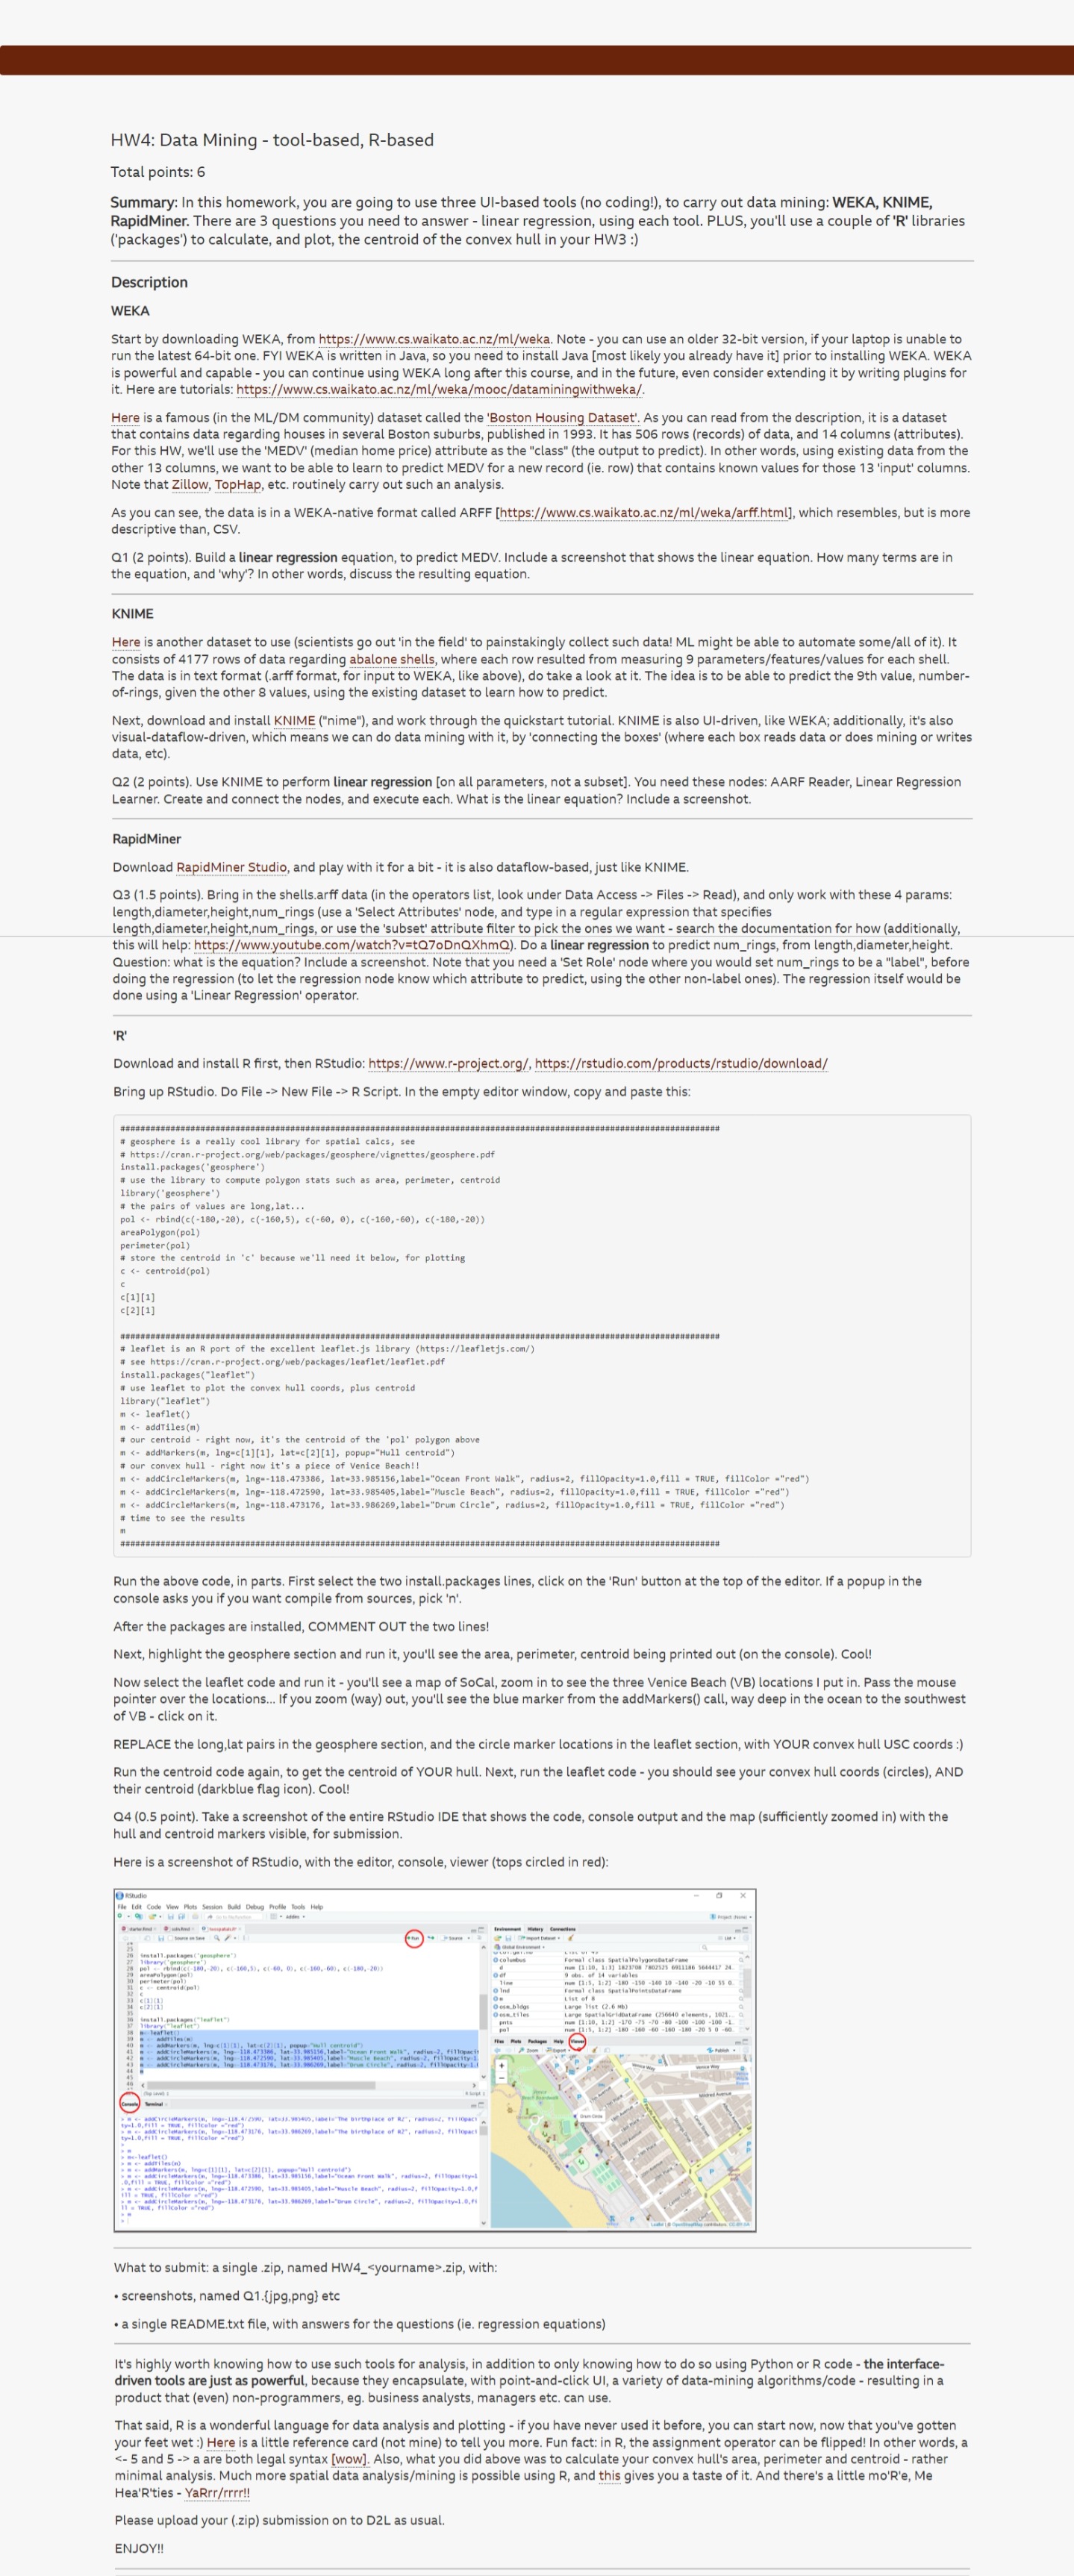 HW4: Data Mining - tool-based, R-based
Total points: 6
Summary: In this homework, you are going to use three UI-based tools (no coding!), to carry out data mining: WEKA, KNIME,
RapidMiner. There are 3 questions you need to answer - linear regression, using each tool. PLUS, you'll use a couple of 'R' libraries
('packages') to calculate, and plot, the centroid of the convex hull in your HW3 :)
Description
WEKA
Start by downloading WEKA, from https://www.cs.waikato.ac.nz/ml/weka. Note - you can use an older 32-bit version, if your laptop is unable to
run the latest 64-bit one. FYI WEKA is written in Java, so you need to install Java [most likely you already have it] prior to installing WEKA. WEKA
is powerful and capable - you can continue using WEKA long after this course, and in the future, even consider extending it by writing plugins for
it. Here are tutorials: https://www.cs.waikato.ac.nz/ml/weka/mooc/dataminingwithweka/.
Here is a famous (in the ML/DM community) dataset called the 'Boston Housing Dataset'. As you can read from the description, it is a dataset
that contains data regarding houses in several Boston suburbs, published in 1993. It has 506 rows (records) of data, and 14 columns (attributes).
For this HW, we'll use the 'MEDV' (median home price) attribute as the "class" (the output to predict). In other words, using existing data from the
other 13 columns, we want to be able to learn to predict MEDV for a new record (ie. row) that contains known values for those 13 'input' columns.
Note that Zillow, TopHap, etc. routinely carry out such an analysis.
As you can see, the data is in a WEKA-native format called ARFF [https://www.cs.waikato.ac.nz/ml/weka/arff.html], which resembles, but is more
descriptive than, CSV.
Q1 (2 points). Build a linear regression equation, to predict MEDV. Include a screenshot that shows the linear equation. How many terms are in
the equation, and 'why'? In other words, discuss the resulting equation.
KNIME
Here is another dataset to use (scientists go out 'in the field' to painstakingly collect such data! ML might be able to automate some/all of it). It
consists of 4177 rows of data regarding abalone shells, where each row resulted from measuring 9 parameters/features/values for each shell.
The data is in text format (.arff format, for input to WEKA, like above), do take a look at it. The idea is to be able to predict the 9th value, number-
of-rings, given the other 8 values, using the existing dataset to learn how to predict.
Next, download and install KNIME ("nime"), and work through the quickstart tutorial. KNIME is also UI-driven, like WEKA; additionally, it's also
visual-dataflow-driven, which means we can do data mining with it, by 'connecting the boxes' (where each box reads data or does mining or writes
data, etc).
Q2 (2 points). Use KNIME to perform linear regression [on all parameters, not a subset]. You need these nodes: AARF Reader, Linear Regression
Learner. Create and connect the nodes, and execute each. What is the linear equation? Include a screenshot.
RapidMiner
Download RapidMiner Studio, and play with it for a bit - it is also dataflow-based, just like KNIME.
Q3 (1.5 points). Bring in the shells.arff data (in the operators list, look under Data Access -> Files -> Read), and only work with these 4 params:
length,diameter,height,num_rings (use a 'Select Attributes' node, and type in a regular expression that specifies
length,diameter,height,num_rings, or use the 'subset' attribute filter to pick the ones we want - search the documentation for how (additionally,
this will help: https://www.youtube.com/watch?v=tQ7oDnQXhmQ). Do a linear regression to predict num_rings, from length,diameter,height.
Question: what is the equation? Include a screenshot. Note that you need a 'Set Role' node where you would set num_rings to be a "label", before
doing the regression (to let the regression node know which attribute to predict, using the other non-label ones). The regression itself would be
done using a 'Linear Regression' operator.
'R'
Download and install R first, then RStudio: https://www.r-project.org/, https://rstudio.com/products/rstudio/download/
Bring up RStudio. Do File -> New File -> R Script. In the empty editor window, copy and paste this:
# geosphere is a really cool library for spatial calcs, see
# https://cran.r-project.org/web/packages/geosphere/vignettes/geosphere.pdf
install.packages('geosphere')
# use the library to compute polygon stats such as area, perimeter, centroid
library('geosphere')
# the pairs of values are long,lat...
pol <- rbind(c(-180,-20), c(-160,5), c(-60, 0), c(-160,-60), c(-180,-20))
areaPolygon(pol)
perimeter(pol)
# store the centroid in 'c' because we'll need it below, for plotting
c <- centroid(pol)
c
c[1][1]
c[2][1]
# leaflet is an R port of the excellent leaflet.js library (https://leafletjs.com/)
# see https://cran.r-project.org/web/packages/leaflet/leaflet.pdf
install.packages("leaflet")
# use leaflet to plot the convex hull coords, plus centroid
library("leaflet")
m <- leaflet()
m <- addTiles(m)
# our centroid - right now, it's the centroid of the 'pol' polygon above
m <- addMarkers(m, lng=c[1][1], lat=c[2][1], popup="Hull centroid")
# our convex hull - right now it's a piece of Venice Beach!!
m <- addCircleMarkers(m, lng=-118.473386, lat=33.985156,label="Ocean Front Walk", radius=2, fillOpacity=1.0,fill = TRUE, fillColor ="red")
m <- addCircleMarkers(m, lng=-118.472590, lat=33.985405,label="Muscle Beach", radius=2, fillOpacity=1.0,fill = TRUE, fillColor ="red")
m <- addCircleMarkers(m, lng=-118.473176, lat=33.986269,label="Drum Circle", radius=2, fillOpacity=1.0,fill = TRUE, fillColor ="red")
# time to see the results
m
Run the above code, in parts. First select the two install.packages lines, click on the 'Run' button at the top of the editor. If a popup in the
console asks you if you want compile from sources, pick 'n'.
After the packages are installed, COMMENT OUT the two lines!
Next, highlight the geosphere section and run it, you'll see the area, perimeter, centroid being printed out (on the console). Cool!
Now select the leaflet code and run it - you'll see a map of SoCal, zoom in to see the three Venice Beach (VB) locations I put in. Pass the mouse
pointer over the locations... If you zoom (way) out, you'll see the blue marker from the addMarkers() call, way deep in the ocean to the southwest
of VB - click on it.
REPLACE the long,lat pairs in the geosphere section, and the circle marker locations in the leaflet section, with YOUR convex hull USC coords :)
Run the centroid code again, to get the centroid of YOUR hull. Next, run the leaflet code - you should see your convex hull coords (circles), AND
their centroid (darkblue flag icon). Cool!
Q4 (0.5 point). Take a screenshot of the entire RStudio IDE that shows the code, console output and the map (sufficiently zoomed in) with the
hull and centroid markers visible, for submission.
Here is a screenshot of RStudio, with the editor, console, viewer (tops circled in red):
RStudio
File Edit Code View Plots Session Build Debug Profile Tools Help
Environment History Connections
Files Plots Packages Help Viewer
Console Terminal
What to submit: a single .zip, named HW4_<yourname>.zip, with:
• screenshots, named Q1.{jpg,png} etc
• a single README.txt file, with answers for the questions (ie. regression equations)
It's highly worth knowing how to use such tools for analysis, in addition to only knowing how to do so using Python or R code - the interface-
driven tools are just as powerful, because they encapsulate, with point-and-click UI, a variety of data-mining algorithms/code - resulting in a
product that (even) non-programmers, eg. business analysts, managers etc. can use.
That said, R is a wonderful language for data analysis and plotting - if you have never used it before, you can start now, now that you've gotten
your feet wet :) Here is a little reference card (not mine) to tell you more. Fun fact: in R, the assignment operator can be flipped! In other words, a
<- 5 and 5 -> a are both legal syntax [wow]. Also, what you did above was to calculate your convex hull's area, perimeter and centroid - rather
minimal analysis. Much more spatial data analysis/mining is possible using R, and this gives you a taste of it. And there's a little mo'R'e, Me
Hea'R'ties - YaRrr/rrrr!!
Please upload your (.zip) submission on to D2L as usual.
ENJOY!!